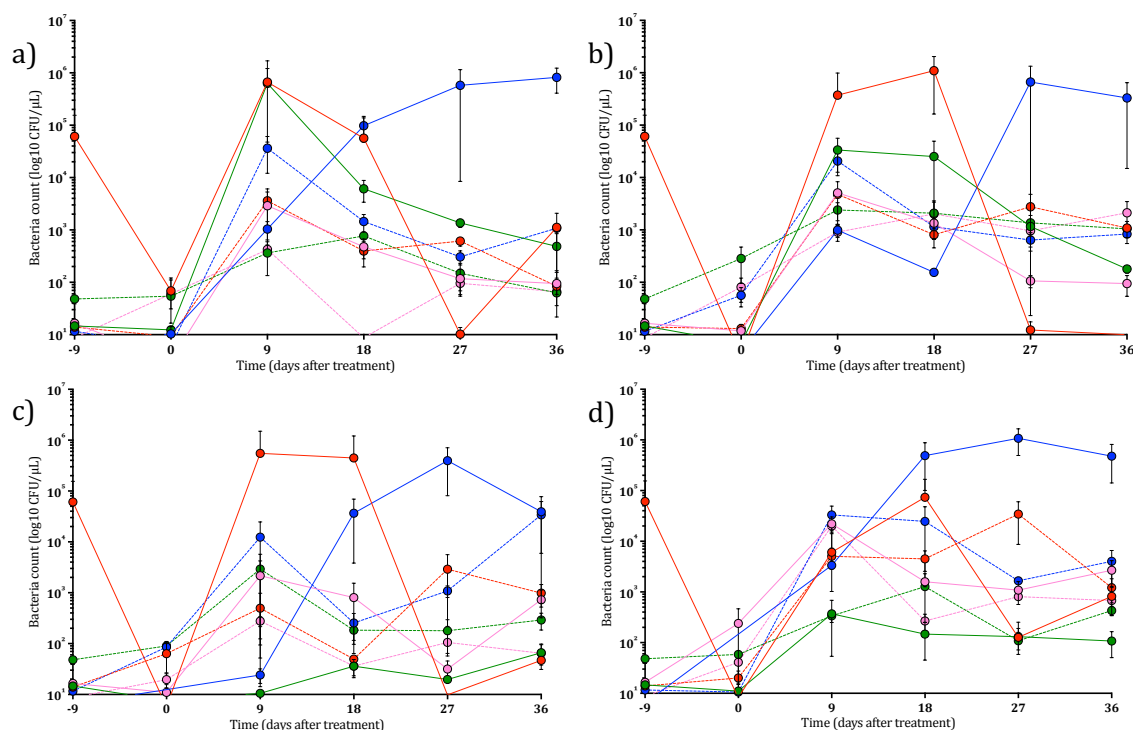 a)
Bacteria count (log10 CFU/μL)
10⁷
10⁶
10⁵
10⁴
10³
10²
10¹
-9 0 9 18 27 36
Time (days after treatment)
b)
Bacteria count (log10 CFU/μL)
10⁷
10⁶
10⁵
10⁴
10³
10²
10¹
-9 0 9 18 27 36
Time (days after treatment)
c)
Bacteria count (log10 CFU/μL)
10⁷
10⁶
10⁵
10⁴
10³
10²
10¹
-9 0 9 18 27 36
Time (days after treatment)
d)
Bacteria count (log10 CFU/μL)
10⁷
10⁶
10⁵
10⁴
10³
10²
10¹
-9 0 9 18 27 36
Time (days after treatment)